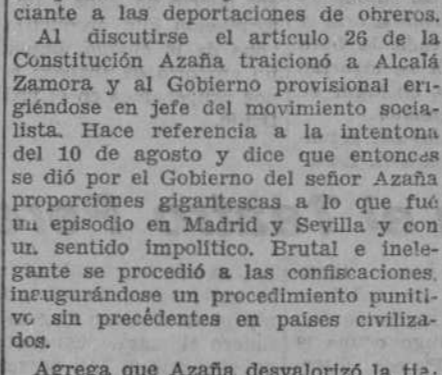 ciante a las deportaciones de obreros.
Al discutirse el artículo 26 de la
Constitución Azaña traicionó a Alcalá
Zamora y al Gobierno provisional eri-
giéndose en jefe del movimiento socia-
lista. Hace referencia a la intentona
del 10 de agosto y dice que entonces
se dió por el Gobierno del señor Azaña
proporciones gigantescas a lo que fué
un episodio en Madrid y Sevilla y con
un sentido impolítico. Brutal e inele-
gante se procedió a las confiscaciones,
inaugurándose un procedimiento puniti-
vo sin precédentes en países civiliza-
dos.
Agrega que Azaña desvalorizó la